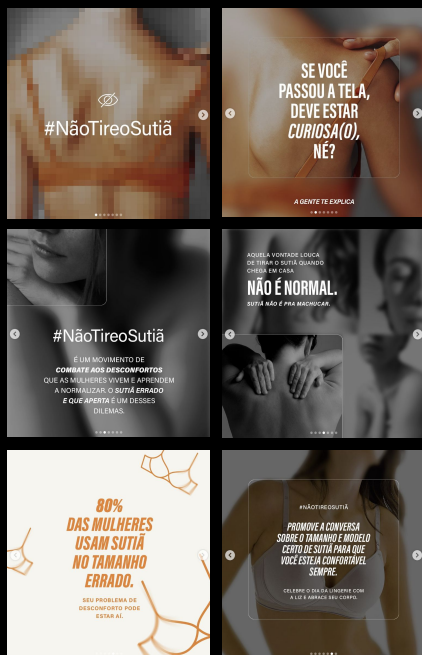 #NãoTireoSutiã
SE VOCÊ
PASSOU A TELA,
DEVE ESTAR
CURIOSA(O),
NÉ?
A GENTE TE EXPLICA
#NãoTireoSutiã
É UM MOVIMENTO DE
COMBATE AOS DESCONFORTOS
QUE AS MULHERES VIVEM E APRENDEM
A NORMALIZAR. O SUTIÃ ERRADO
E QUE APERTA É UM DESSES
DILEMAS.
AQUELA VONTADE LOUCA
DE TIRAR O SUTIÃ QUANDO
CHEGA EM CASA
NÃO É NORMAL.
SUTIÃ NÃO É PRA MACHUCAR.
80%
DAS MULHERES
USAM SUTIÃ
NO TAMANHO
ERRADO.
SEU PROBLEMA DE
DESCONFORTO PODE
ESTAR AÍ.
#NÃOTIREOSUTIÃ
PROMOVE A CONVERSA
SOBRE O TAMANHO E MODELO
CERTO DE SUTIÃ PARA QUE
VOCÊ ESTEJA CONFORTÁVEL
SEMPRE.
CELEBRE O DIA DA LINGERIE COM
A LIZ E ABRACE SEU CORPO.